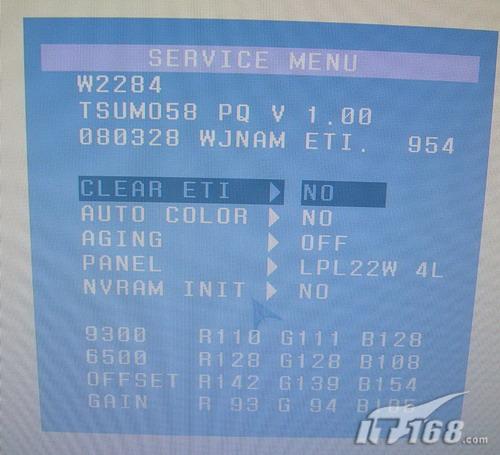 SERVICE MENU
W2284
TSUMO58 PQ V 1.00
080328 WJNAM ETI. 954
CLEAR ETI ▶ NO
AUTO COLOR ▶ NO
AGING ▶ OFF
PANEL ▶ LPL22W 4L
NVRAM INIT ▶ NO
9300 R110 G111 B128
6500 R128 G128 B108
OFFSET R142 G139 B154
GAIN R 93 G 94
IT168.com